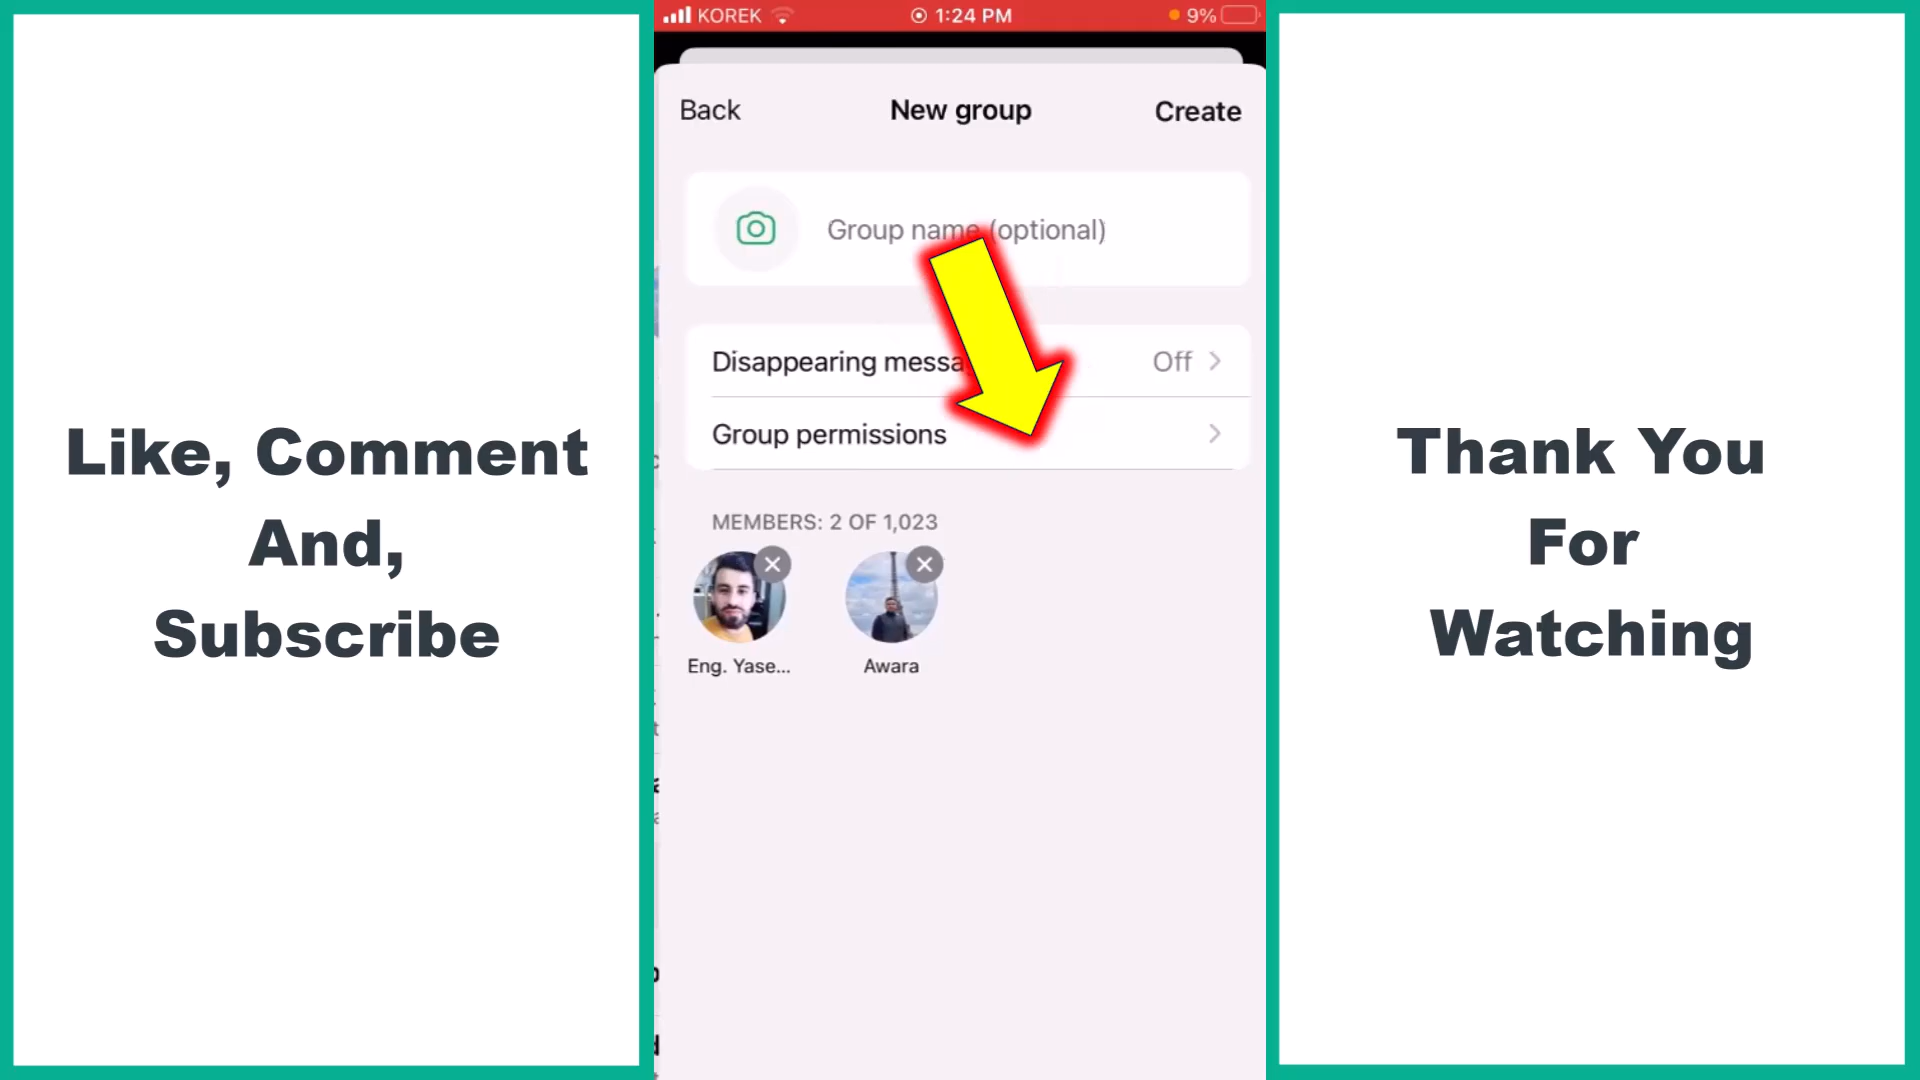 Like, Comment
And,
Subscribe
KOREK 1:24 PM 9%
Back New group Create
Group name (optional)
Disappearing messa Off
Group permissions
MEMBERS: 2 OF 1,023
Eng. Yase... Awara
Thank You
For
Watching